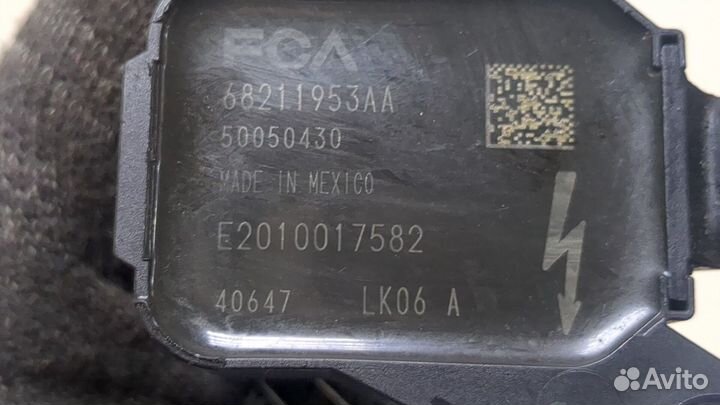 FCA
68211953AA
50050430
MADE IN MEXICO
E2010017582
40647 LK06 A
Avito